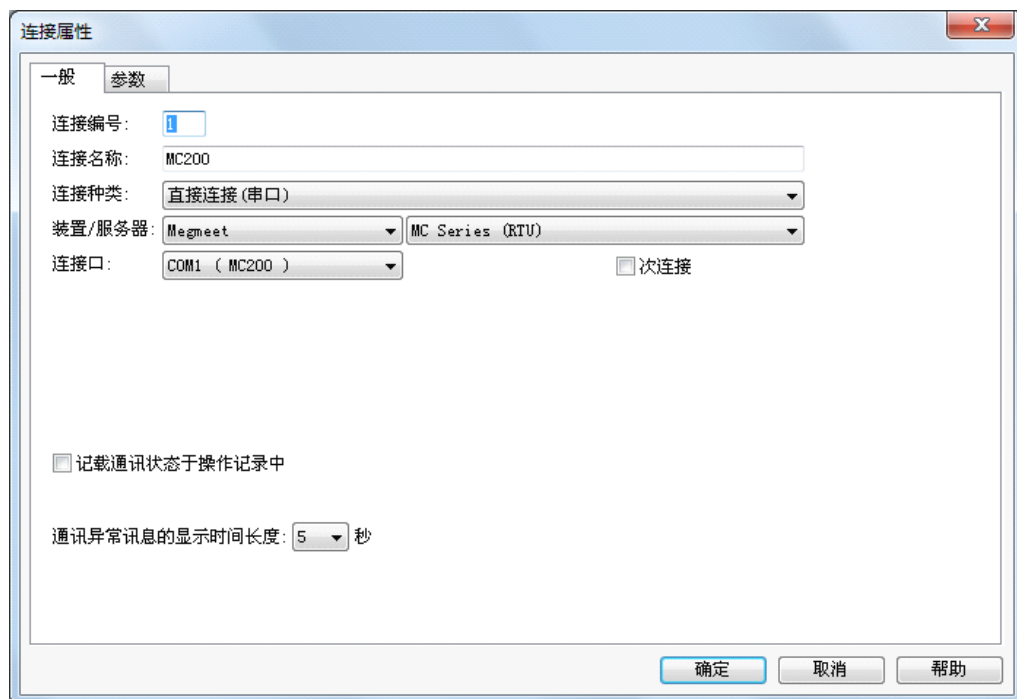 连接属性
一般 参数
连接编号: 1
连接名称: MC200
连接种类: 直接连接(串口)
装置/服务器: Megmeet MC Series (RTU)
连接口: COM1 ( MC200 ) 次连接
记载通讯状态于操作记录中
通讯异常讯息的显示时间长度: 5 秒
确定 取消 帮助